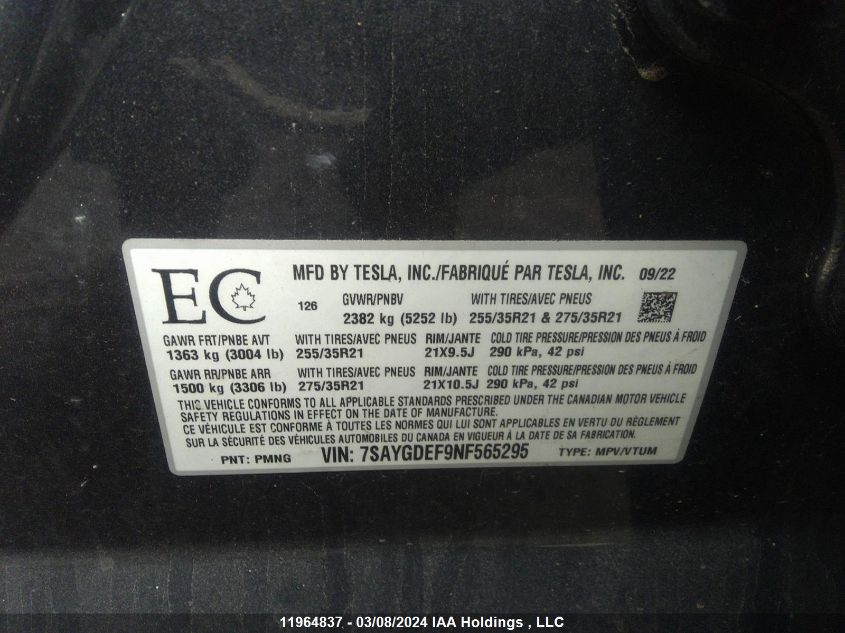 EC
MFD BY TESLA, INC./FABRIQUÉ PAR TESLA, INC. 09/22
126 GVWR/PNBV WITH TIRES/AVEC PNEUS
2382 kg (5252 lb) 255/35R21 & 275/35R21
GAWR FRT/PNBE AVT WITH TIRES/AVEC PNEUS RIM/JANTE COLD TIRE PRESSURE/PRESSION DES PNEUS À FROID
1363 kg (3004 lb) 255/35R21 21X9.5J 290 kPa, 42 psi
GAWR RR/PNBE ARR WITH TIRES/AVEC PNEUS RIM/JANTE COLD TIRE PRESSURE/PRESSION DES PNEUS À FROID
1500 kg (3306 lb) 275/35R21 21X10.5J 290 kPa, 42 psi
THIS VEHICLE CONFORMS TO ALL APPLICABLE STANDARDS PRESCRIBED UNDER THE CANADIAN MOTOR VEHICLE
SAFETY REGULATIONS IN EFFECT ON THE DATE OF MANUFACTURE.
CE VÉHICULE EST CONFORME À TOUTES LES NORMES QUI LUI SONT APPLICABLES EN VERTU DU RÈGLEMENT
SUR LA SÉCURITÉ DES VÉHICULES AUTOMOBILES DU CANADA EN VIGUEUR À LA DATE DE SA FABRICATION.
PNT: PMNG VIN: 7SAYGDEF9NF565295 TYPE: MPV/VTUM
11964837 - 03/08/2024 IAA Holdings , LLC